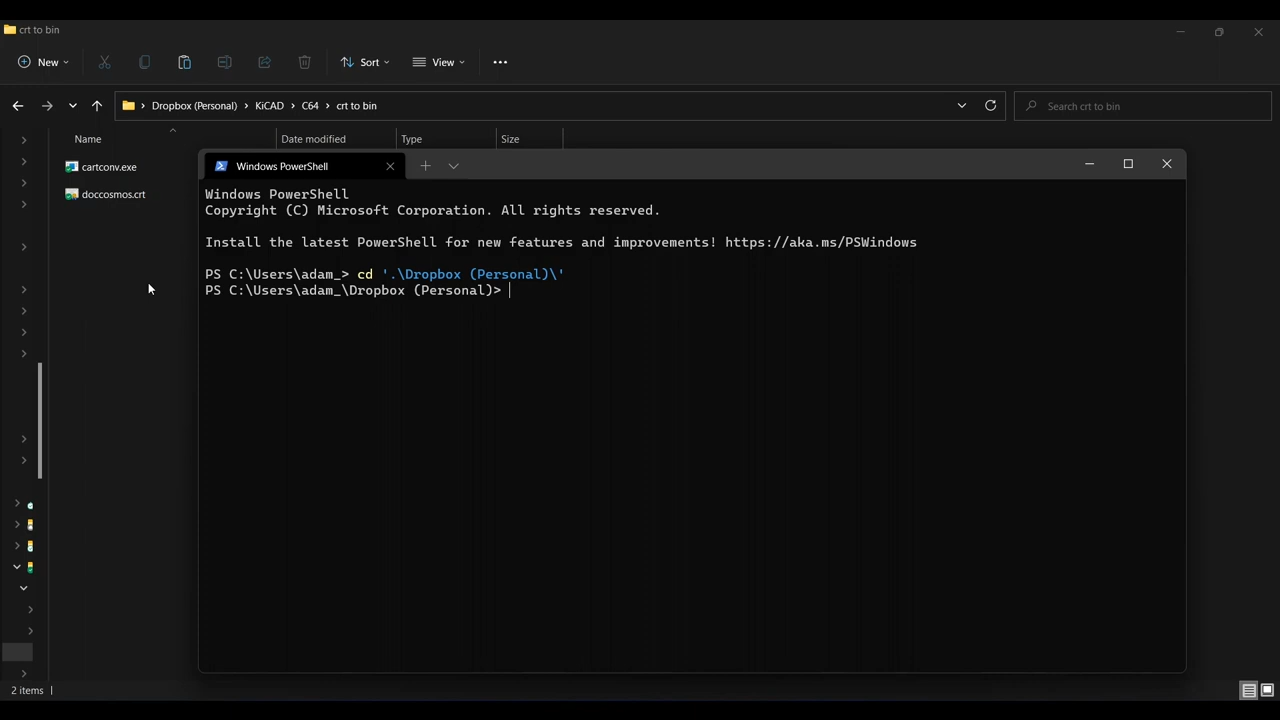 crt to bin
New
Sort
View
Dropbox (Personal) > KiCAD > C64 > crt to bin
Search crt to bin
Name
Date modified
Type
Size
cartconv.exe
doccosmos.crt
Windows PowerShell
Windows PowerShell
Copyright (C) Microsoft Corporation. All rights reserved.
Install the latest PowerShell for new features and improvements! https://aka.ms/PSWindows
PS C:\Users\adam_> cd '.\Dropbox (Personal)\'
PS C:\Users\adam_\Dropbox (Personal)>
2 items